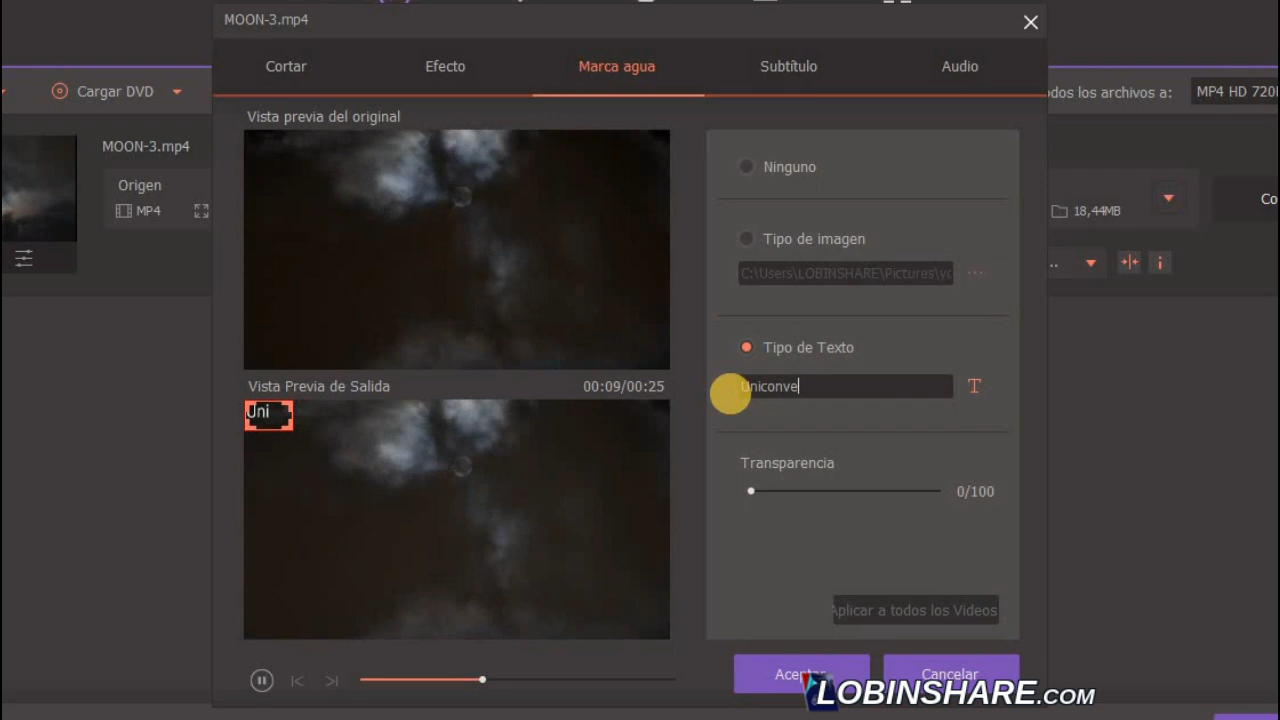 MOON-3.mp4
Cortar
Efecto
Marca agua
Subtítulo
Audio
Cargar DVD
odos los archivos a:
MP4 HD 720
Vista previa del original
MOON-3.mp4
Origen
MP4
Ninguno
Tipo de imagen
C:\Users\LOBINSHARE\Pictures\yo
...
18,44MB
Co
..
Tipo de Texto
Uniconve
T
Vista Previa de Salida
00:09/00:25
Uni
Transparencia
0/100
Aplicar a todos los Videos
Aceptar
Cancelar
LOBINSHARE.COM